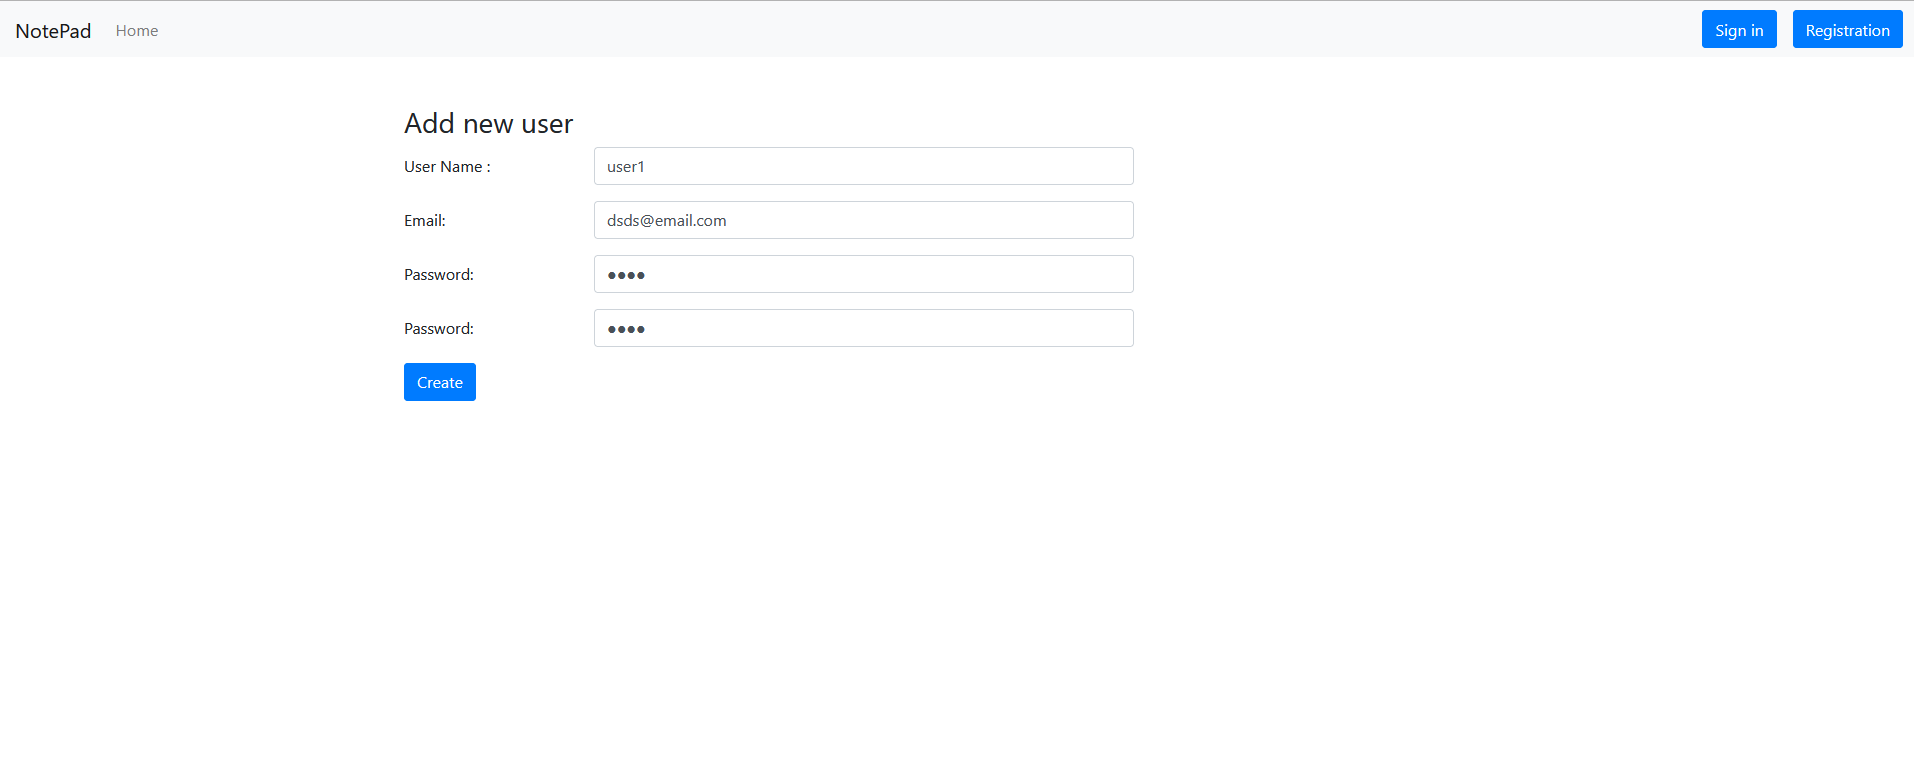 NotePad Home Sign in Registration
Add new user
User Name : user1
Email: dsds@email.com
Password: ●●●●
Password: ●●●●
Create